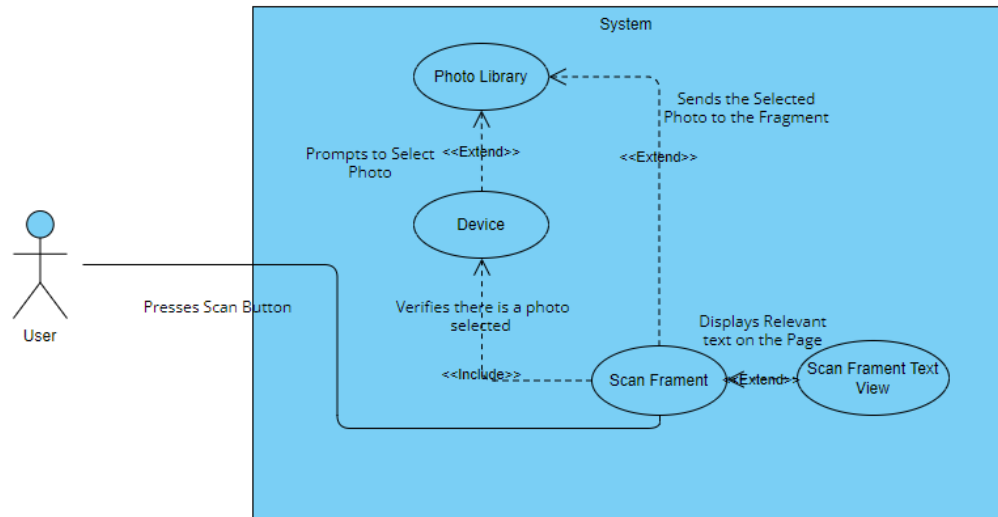 System
Photo Library
Sends the Selected
Photo to the Fragment
Prompts to Select
Photo
<<Extend>>
<<Extend>>
Device
User
Presses Scan Button
Verifies there is a photo
selected
Displays Relevant
text on the Page
<<Include>>
Scan Frament
<<Extend>>
Scan Frament Text
View